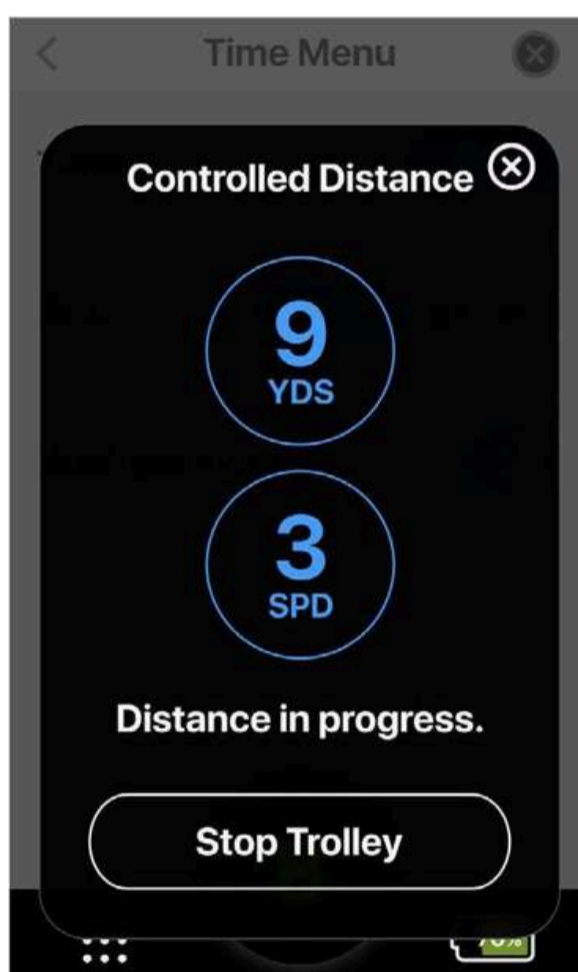 Time Menu
Controlled Distance
9
YDS
3
SPD
Distance in progress.
Stop Trolley